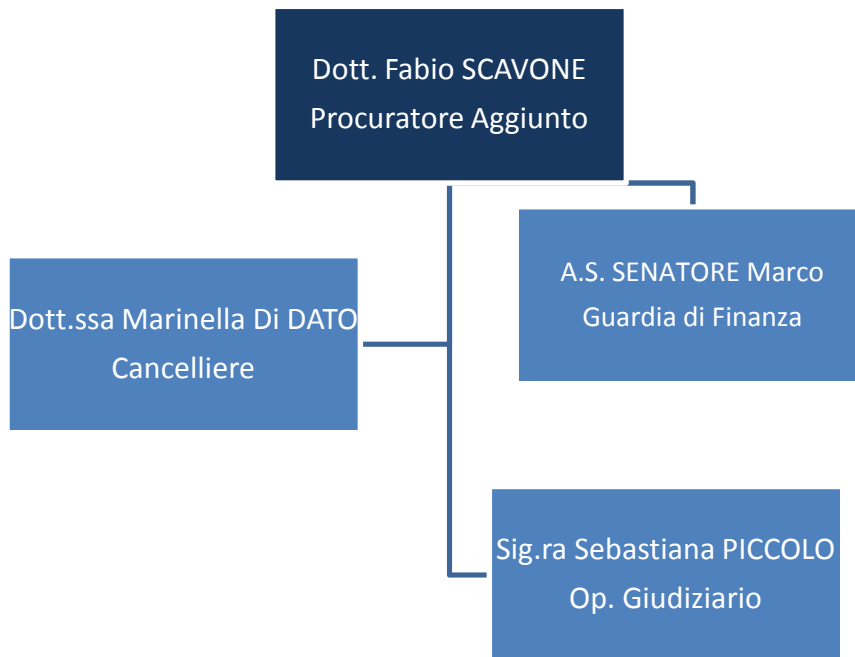 Dott. Fabio SCAVONE
Procuratore Aggiunto
A.S. SENATORE Marco
Guardia di Finanza
Dott.ssa Marinella Di DATO
Cancelliere
Sig.ra Sebastiana PICCOLO
Op. Giudiziario